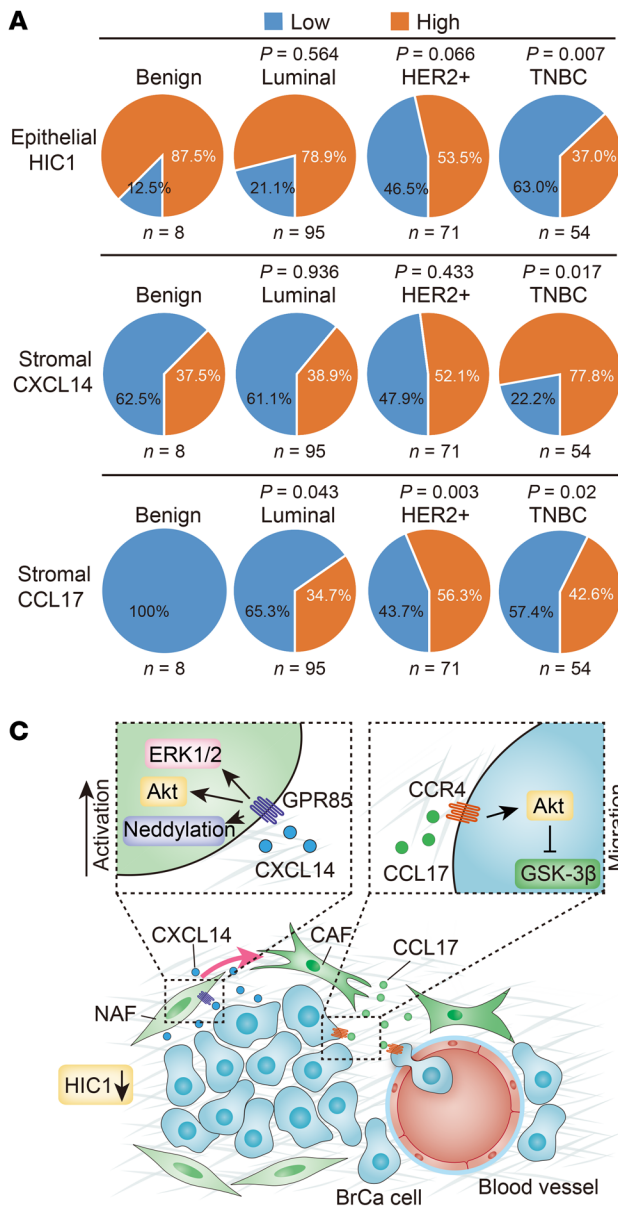 A
Low High
P = 0.564 P = 0.066 P = 0.007
Benign Luminal HER2+ TNBC
Epithelial
HIC1
87.5% 78.9% 53.5% 37.0%
12.5% 21.1% 46.5% 63.0%
n = 8 n = 95 n = 71 n = 54
P = 0.936 P = 0.433 P = 0.017
Benign Luminal HER2+ TNBC
Stromal
CXCL14
37.5% 38.9% 52.1% 77.8%
62.5% 61.1% 47.9% 22.2%
n = 8 n = 95 n = 71 n = 54
P = 0.043 P = 0.003 P = 0.02
Benign Luminal HER2+ TNBC
Stromal
CCL17
34.7% 56.3% 42.6%
100% 65.3% 43.7% 57.4%
n = 8 n = 95 n = 71 n = 54
C
Activation
ERK1/2
Akt
Neddylation
GPR85
CXCL14
CCR4
CCL17
Akt
GSK-3β
Migration
CXCL14
CAF
CCL17
NAF
HIC1
BrCa cell
Blood vessel